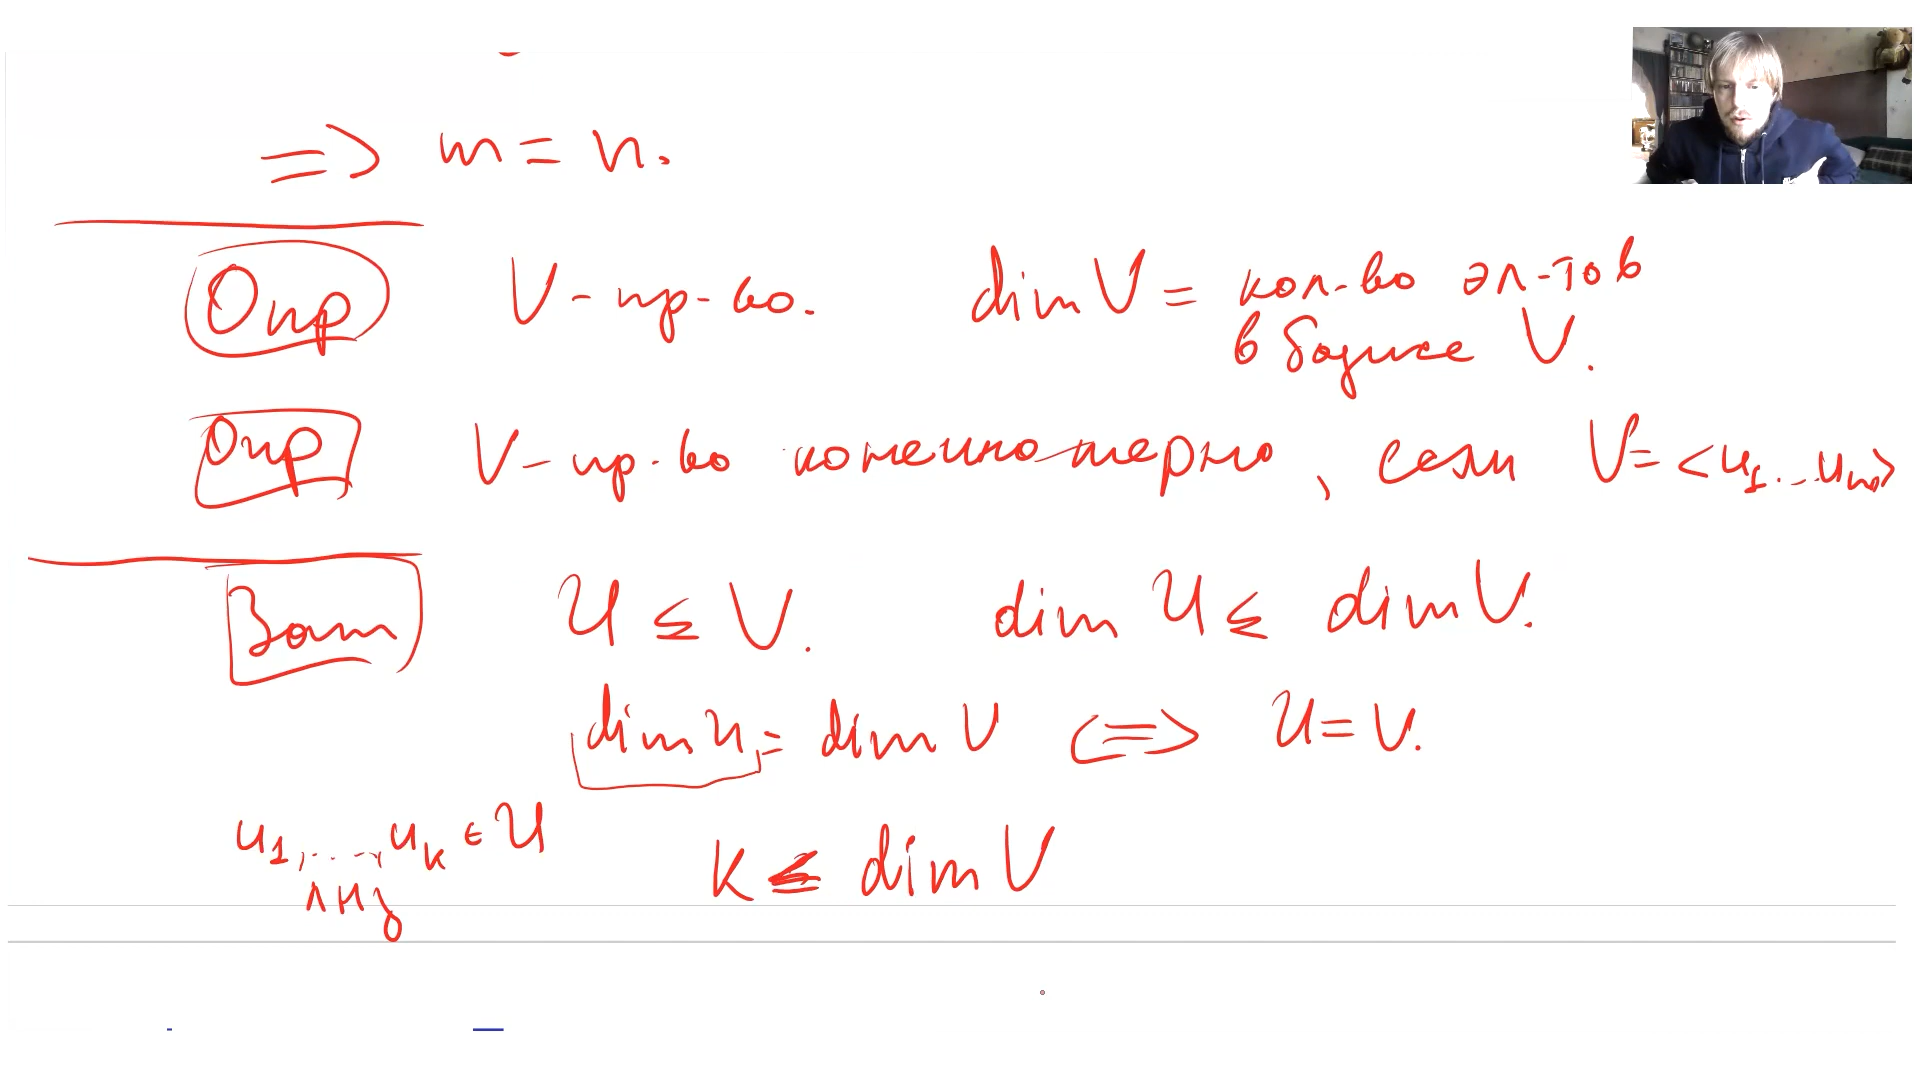 => m = n.
Опр V - пр-во. dim V = кол-во эл-тов
в базисе V.
Опр V - пр-во конечномерно, если V = <u₁...uₘ>
Зам U ≤ V. dim U ≤ dim V.
dim U = dim V <=> U = V.
u₁,...,uₖ ∈ U k ≤ dim V
ЛНЗ